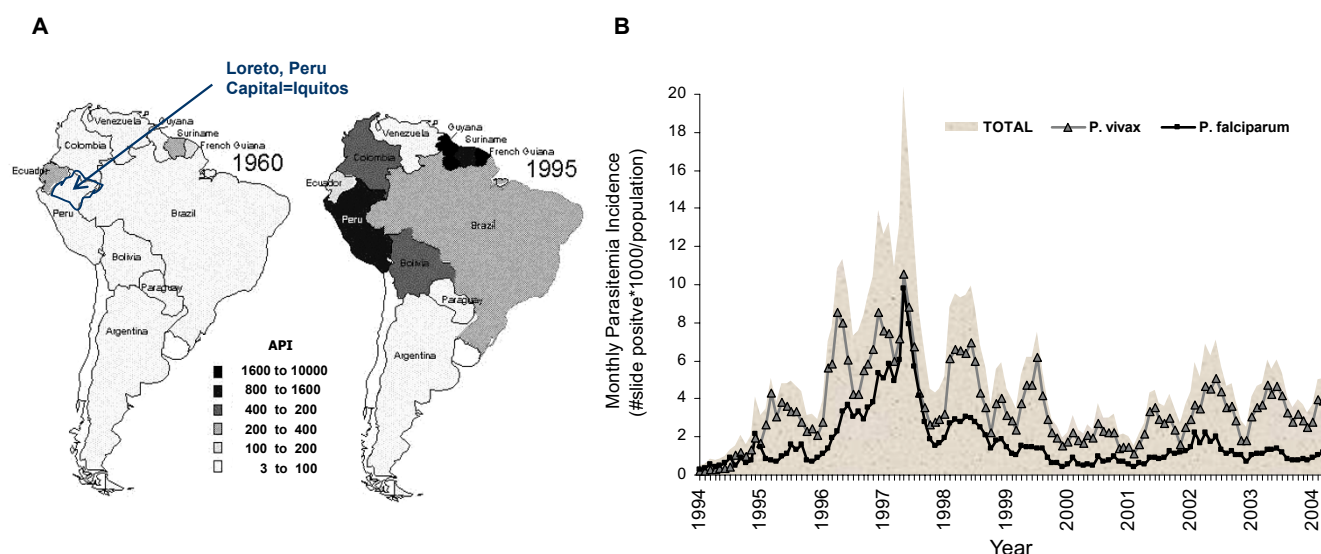 A
Loreto, Peru
Capital=Iquitos
Venezuela
Guyana
Suriname
French Guiana
Colombia
1960
Ecuador
Peru
Brazil
Bolivia
Paraguay
Argentina
Venezuela
Guyana
Suriname
French Guiana
Colombia
1995
Ecuador
Peru
Brazil
Bolivia
Paraguay
Argentina
API
1600 to 10000
800 to 1600
400 to 200
200 to 400
100 to 200
3 to 100
B
Monthly Parasitemia Incidence
(#slide positve*1000/population)
20
18
16
14
12
10
8
6
4
2
0
TOTAL
P. vivax
P. falciparum
1994
1995
1996
1997
1998
1999
2000
2001
2002
2003
2004
Year